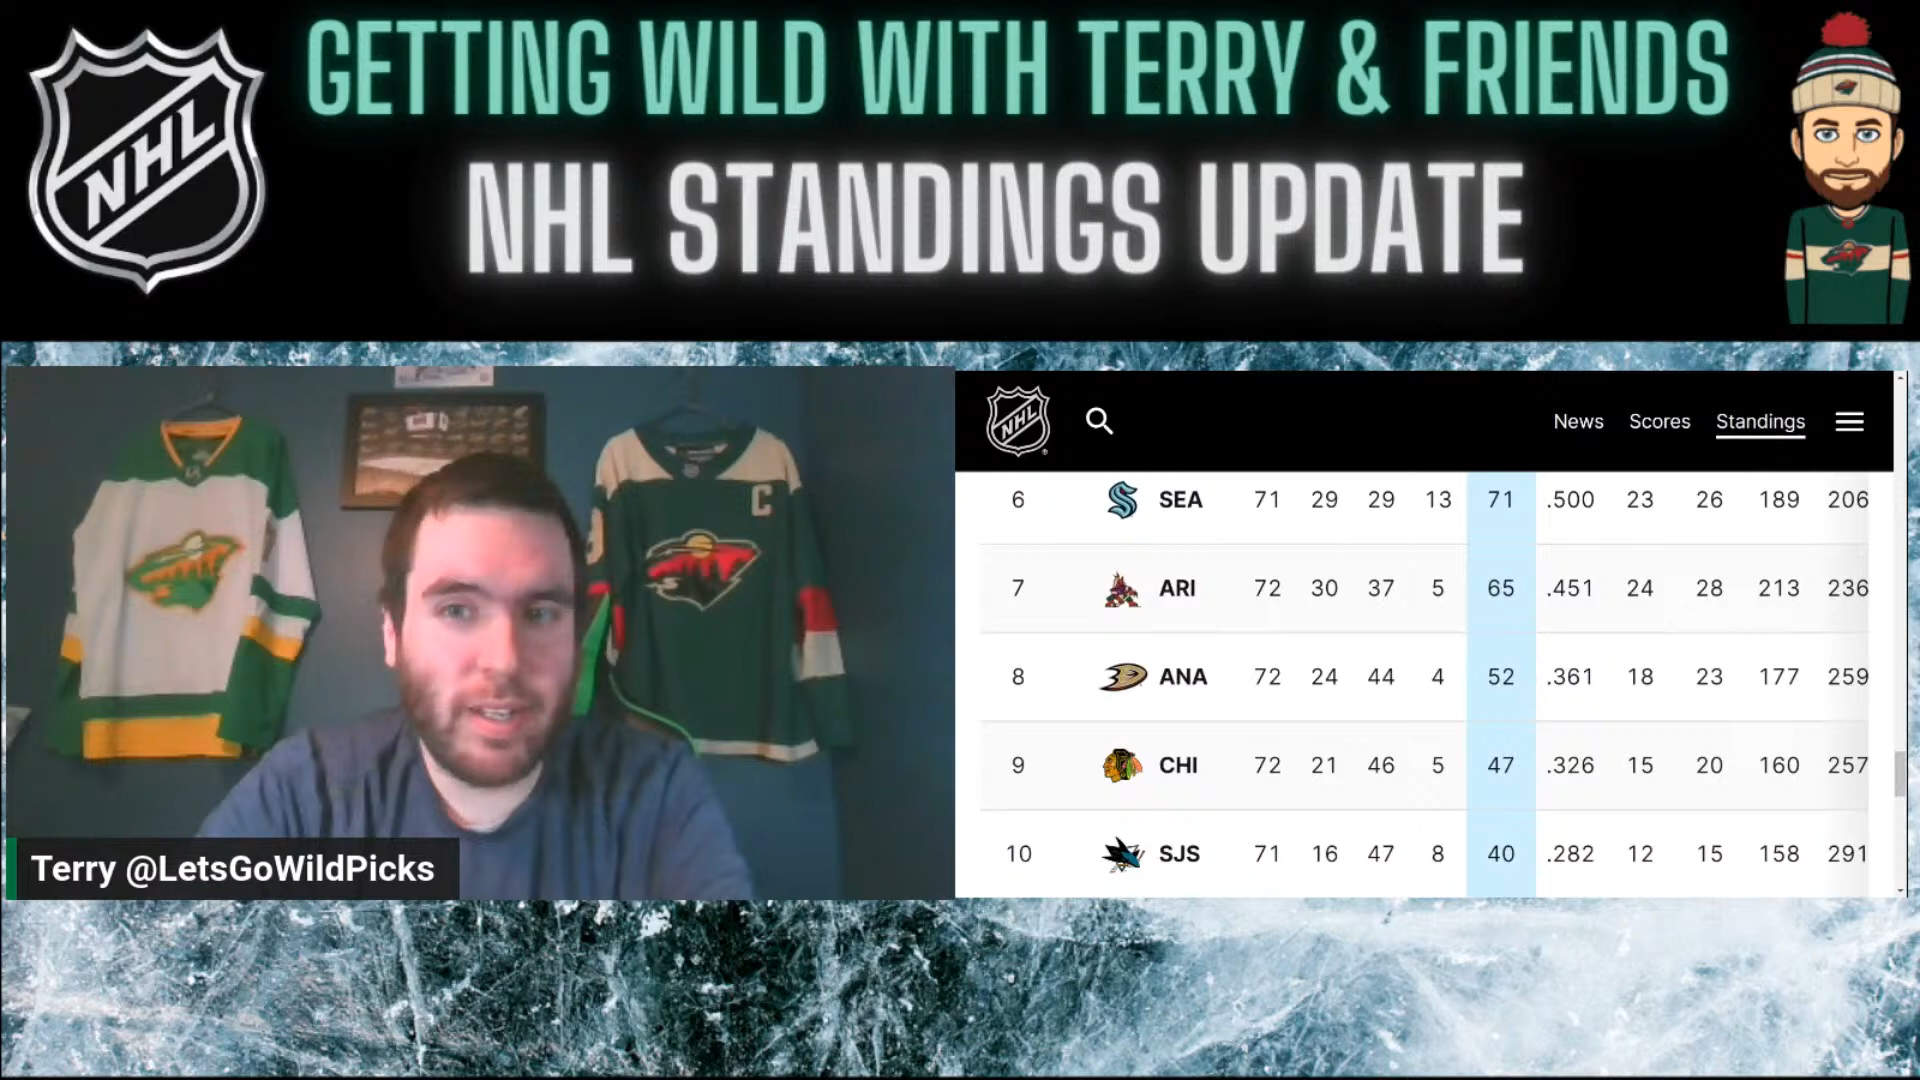 GETTING WILD WITH TERRY & FRIENDS
NHL STANDINGS UPDATE
NHL
NHL
News Scores Standings
6 SEA 71 29 29 13 71 .500 23 26 189 206
7 ARI 72 30 37 5 65 .451 24 28 213 236
8 ANA 72 24 44 4 52 .361 18 23 177 259
9 CHI 72 21 46 5 47 .326 15 20 160 257
10 SJS 71 16 47 8 40 .282 12 15 158 291
C
Terry @LetsGoWildPicks